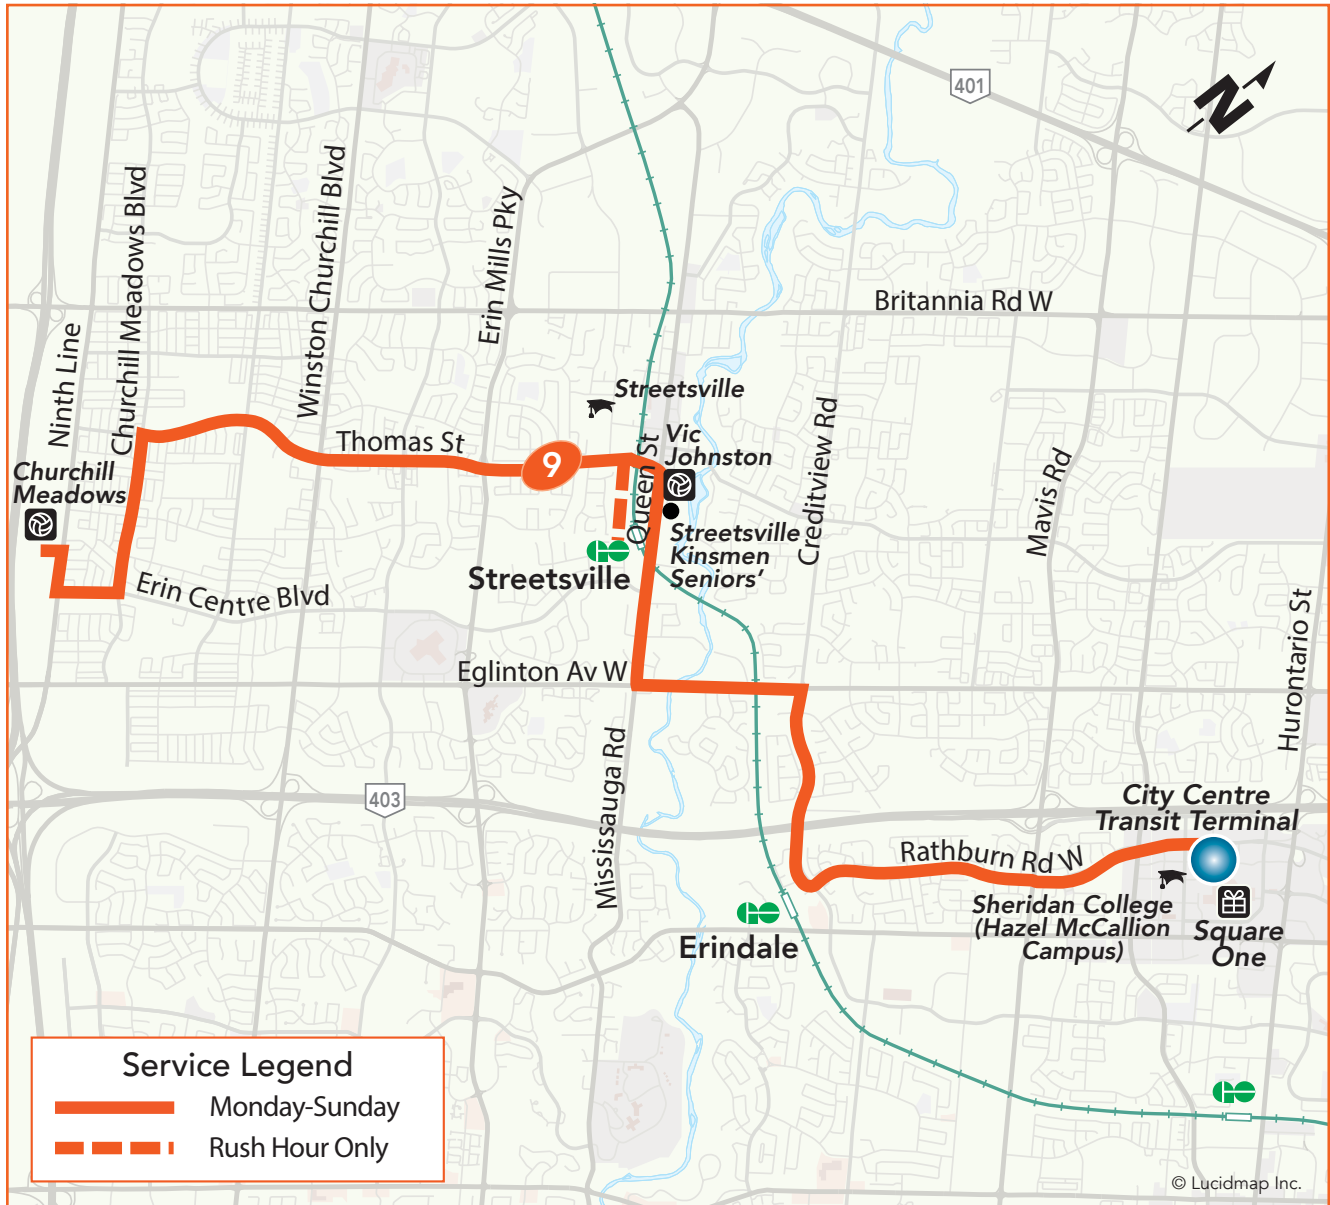 401
N
Britannia Rd W
Ninth Line
Churchill Meadows Blvd
Winston Churchill Blvd
Erin Mills Pky
Streetsville
Thomas St
9
Queen St
Vic
Johnston
Creditview Rd
Mavis Rd
Churchill
Meadows
Streetsville
Kinsmen
Seniors'
Streetsville
Erin Centre Blvd
Hurontario St
Eglinton Av W
Mississauga Rd
403
City Centre
Transit Terminal
Rathburn Rd W
Sheridan College
(Hazel McCallion
Campus)
Square
One
Erindale
Service Legend
Monday-Sunday
Rush Hour Only
© Lucidmap Inc.